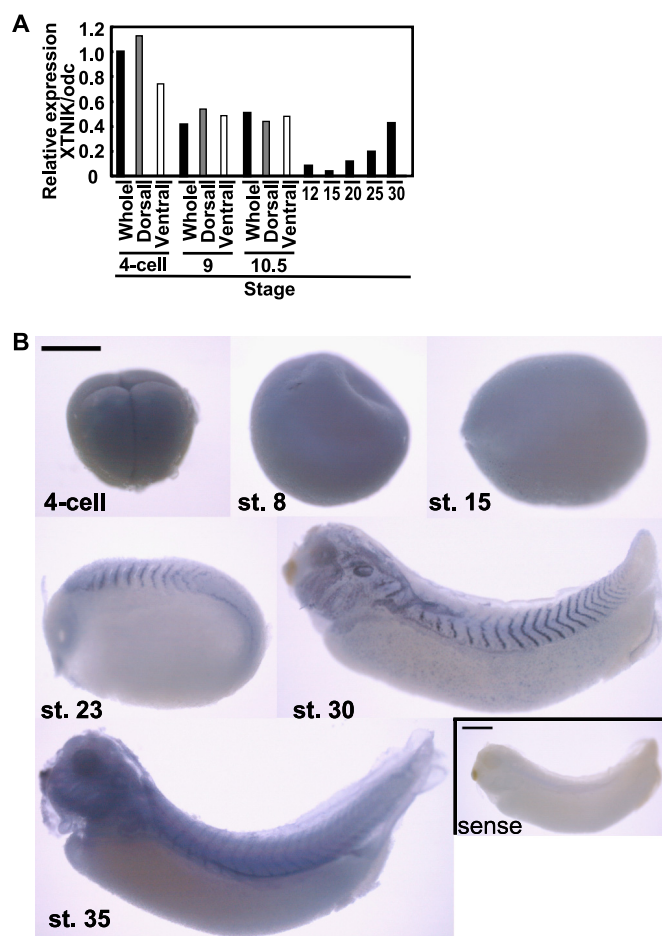 A
Relative expression
XTNIK/odc
1.2
1.0
0.8
0.6
0.4
0.2
0
Whole
Dorsal
Ventral
Whole
Dorsal
Ventral
Whole
Dorsal
Ventral
12 15 20 25 30
4-cell 9 10.5
Stage
B
4-cell
st. 8
st. 15
st. 23
st. 30
st. 35
sense